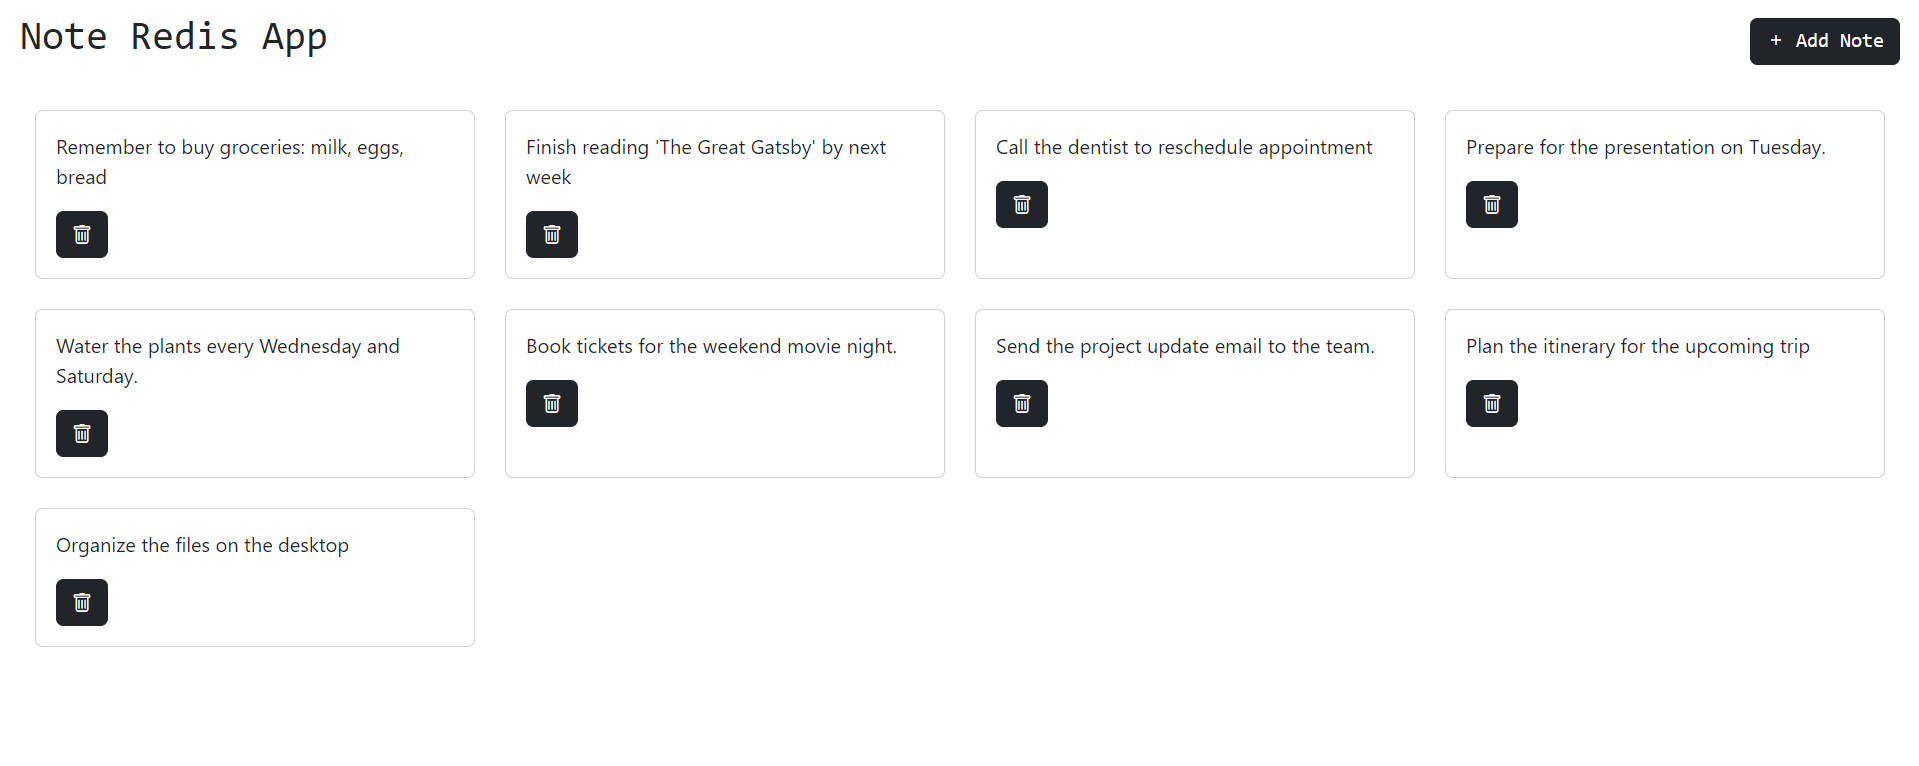 Note Redis App
+ Add Note
Remember to buy groceries: milk, eggs,
bread
Finish reading 'The Great Gatsby' by next
week
Call the dentist to reschedule appointment
Prepare for the presentation on Tuesday.
Water the plants every Wednesday and
Saturday.
Book tickets for the weekend movie night.
Send the project update email to the team.
Plan the itinerary for the upcoming trip
Organize the files on the desktop